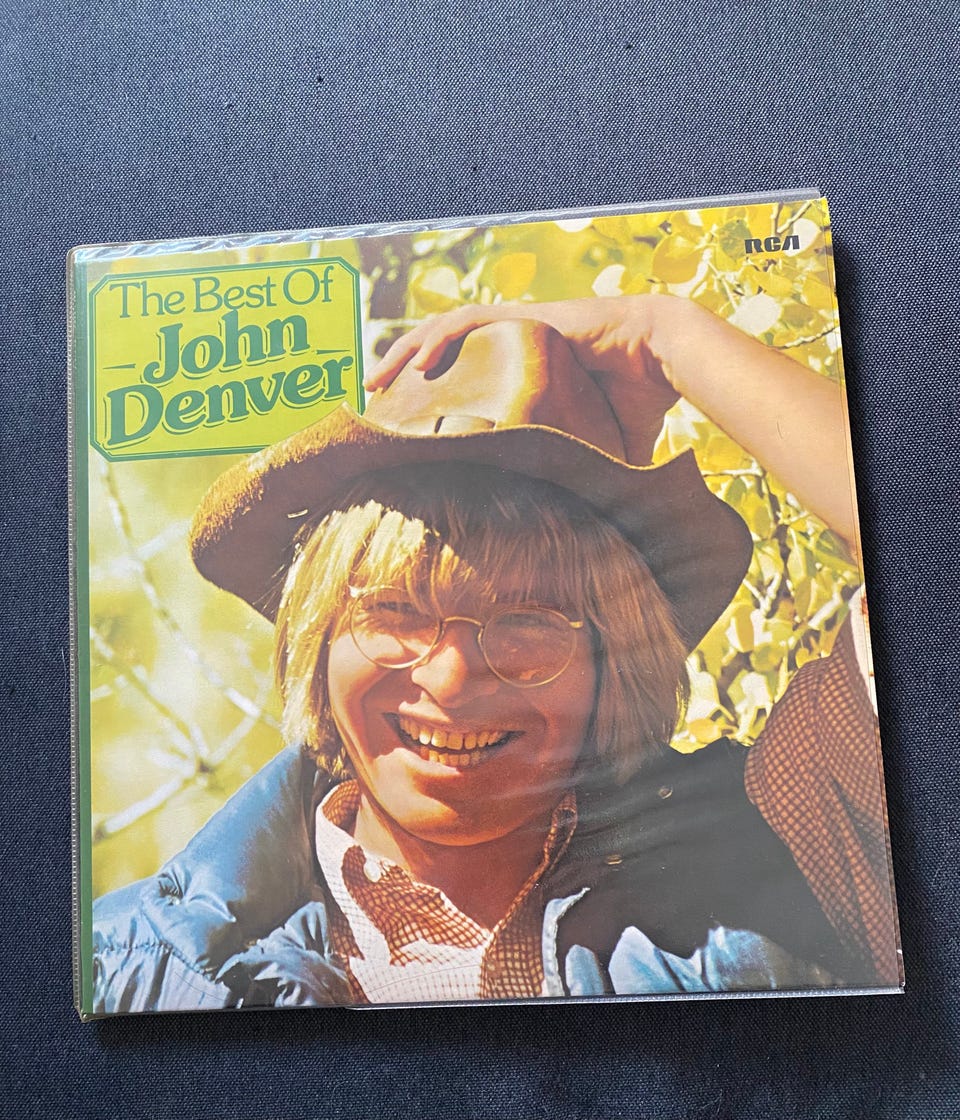 The Best Of
John
Denver
RCA